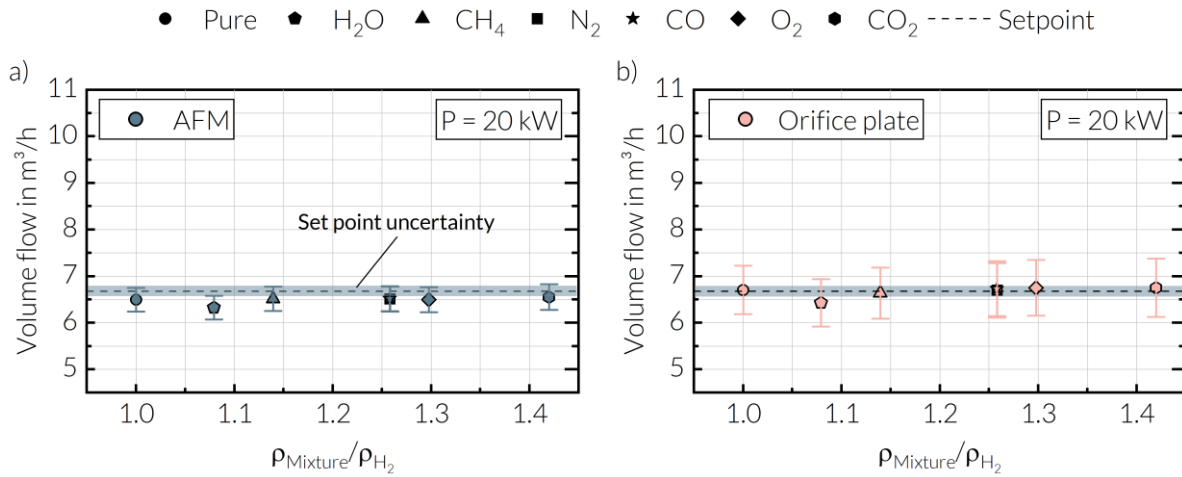 Pure H₂O CH₄ N₂ CO O₂ CO₂ Setpoint
a)
11
10
9
8
7
6
5
Volume flow in m³/h
AFM
P = 20 kW
Set point uncertainty
1.0 1.1 1.2 1.3 1.4
ρMixture/ρH₂
b)
11
10
9
8
7
6
5
Volume flow in m³/h
Orifice plate
P = 20 kW
1.0 1.1 1.2 1.3 1.4
ρMixture/ρH₂